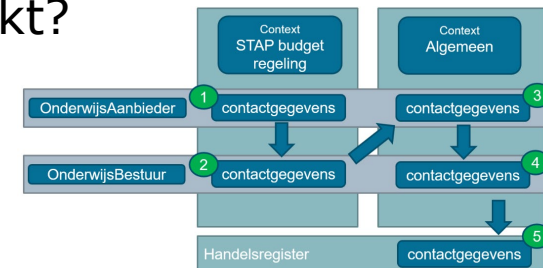 kt?
Context
STAP budget
regeling
Context
Algemeen
OnderwijsAanbieder
1
contactgegevens
contactgegevens
3
OnderwijsBestuur
2
contactgegevens
contactgegevens
4
Handelsregister
contactgegevens
5